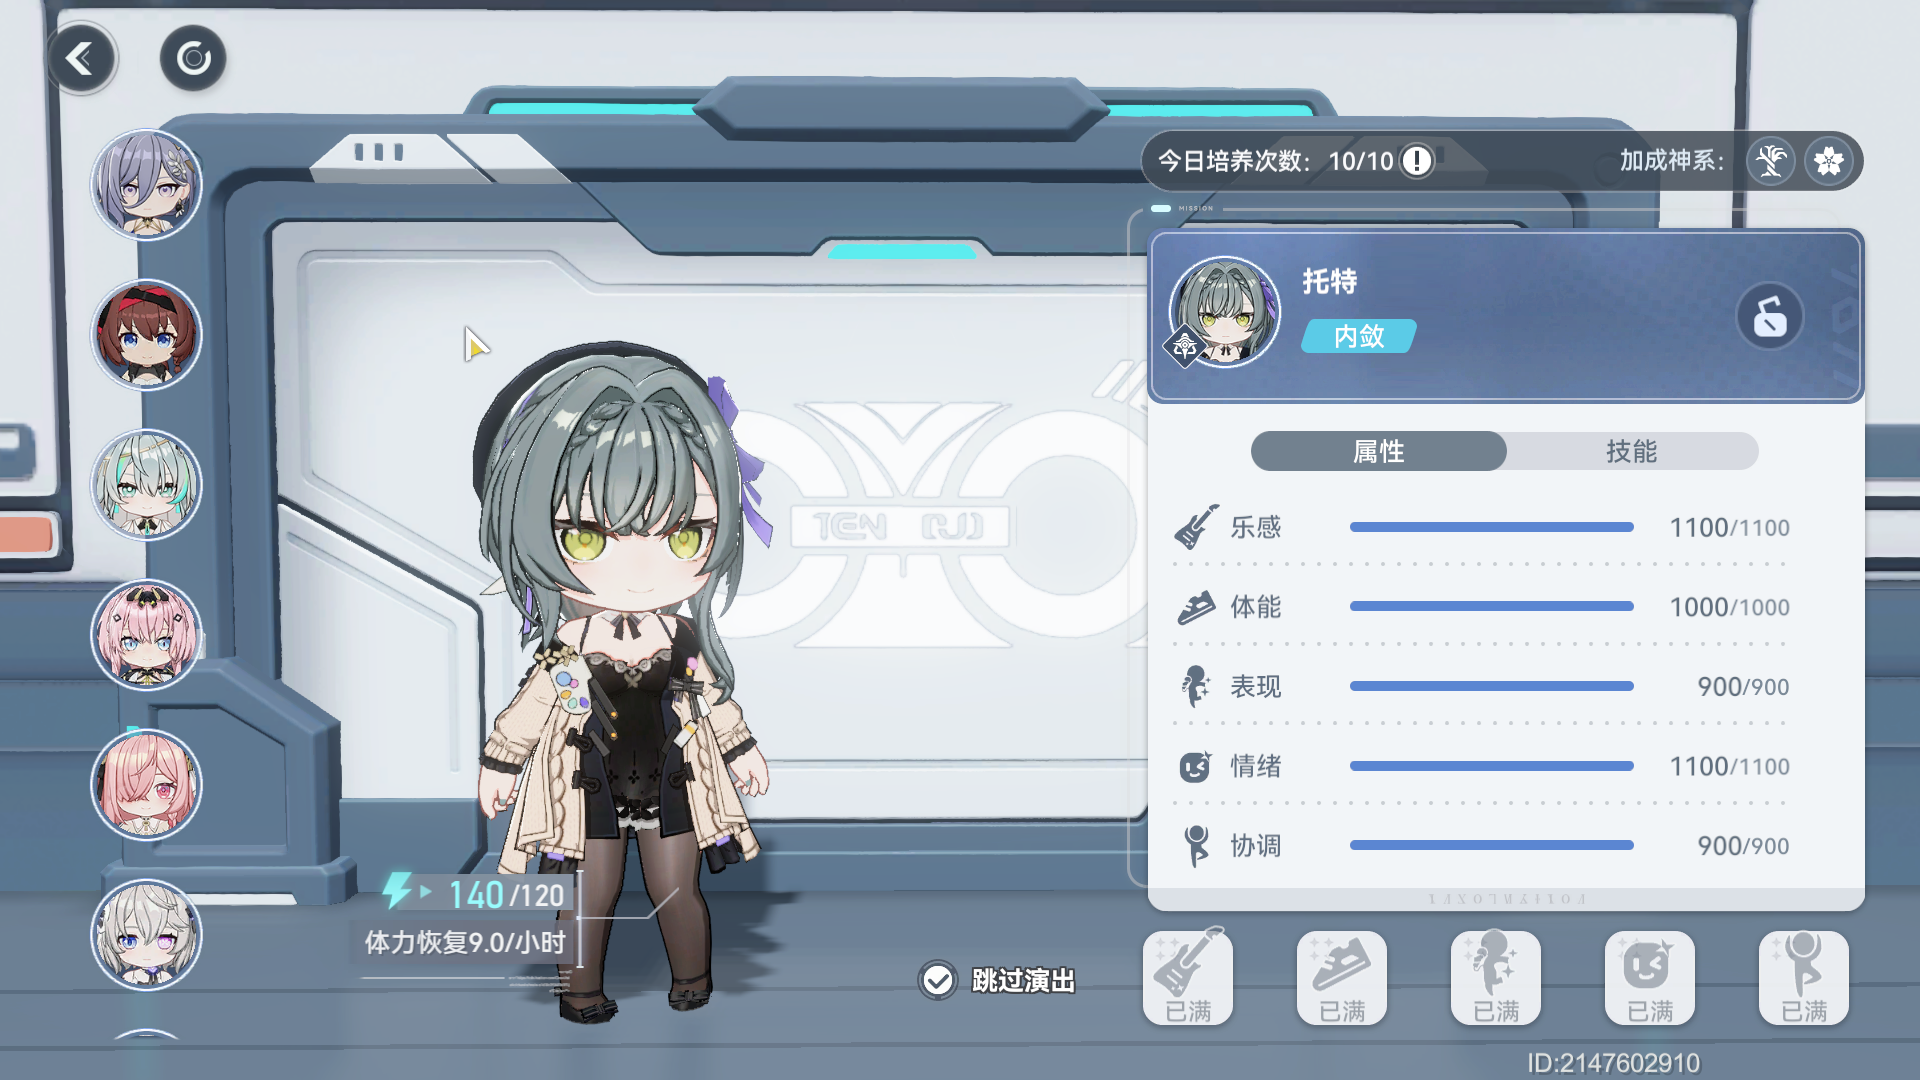 今日培养次数： 10/10
加成神系：
MISSION
托特
内敛
属性
技能
乐感 1100/1100
体能 1000/1000
表现 900/900
情绪 1100/1100
协调 900/900
140/120
体力恢复9.0/小时
跳过演出
已满
已满
已满
已满
已满
ID:2147602910